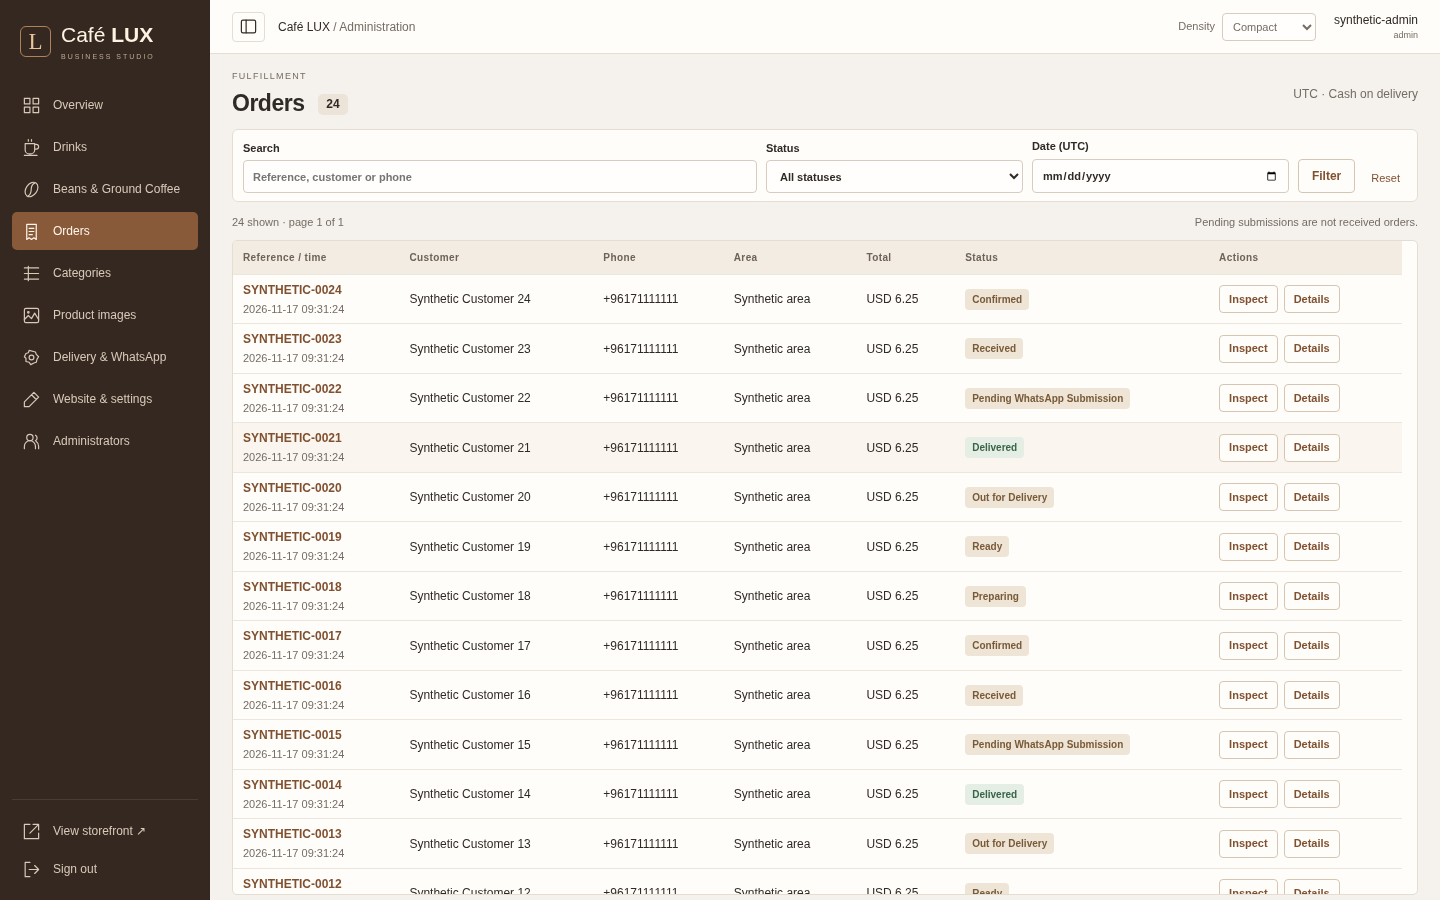 L
Café LUX
BUSINESS STUDIO
Overview
Drinks
Beans & Ground Coffee
Orders
Categories
Product images
Delivery & WhatsApp
Website & settings
Administrators
View storefront ↗
Sign out
Café LUX / Administration
Density Compact
synthetic-admin
admin
FULFILLMENT
Orders 24
UTC · Cash on delivery
Search Status Date (UTC)
Reference, customer or phone All statuses mm/dd/yyyy Filter Reset
24 shown · page 1 of 1 Pending submissions are not received orders.
Reference / time Customer Phone Area Total Status Actions
SYNTHETIC-0024
2026-11-17 09:31:24 Synthetic Customer 24 +96171111111 Synthetic area USD 6.25 Confirmed Inspect Details
SYNTHETIC-0023
2026-11-17 09:31:24 Synthetic Customer 23 +96171111111 Synthetic area USD 6.25 Received Inspect Details
SYNTHETIC-0022
2026-11-17 09:31:24 Synthetic Customer 22 +96171111111 Synthetic area USD 6.25 Pending WhatsApp Submission Inspect Details
SYNTHETIC-0021
2026-11-17 09:31:24 Synthetic Customer 21 +96171111111 Synthetic area USD 6.25 Delivered Inspect Details
SYNTHETIC-0020
2026-11-17 09:31:24 Synthetic Customer 20 +96171111111 Synthetic area USD 6.25 Out for Delivery Inspect Details
SYNTHETIC-0019
2026-11-17 09:31:24 Synthetic Customer 19 +96171111111 Synthetic area USD 6.25 Ready Inspect Details
SYNTHETIC-0018
2026-11-17 09:31:24 Synthetic Customer 18 +96171111111 Synthetic area USD 6.25 Preparing Inspect Details
SYNTHETIC-0017
2026-11-17 09:31:24 Synthetic Customer 17 +96171111111 Synthetic area USD 6.25 Confirmed Inspect Details
SYNTHETIC-0016
2026-11-17 09:31:24 Synthetic Customer 16 +96171111111 Synthetic area USD 6.25 Received Inspect Details
SYNTHETIC-0015
2026-11-17 09:31:24 Synthetic Customer 15 +96171111111 Synthetic area USD 6.25 Pending WhatsApp Submission Inspect Details
SYNTHETIC-0014
2026-11-17 09:31:24 Synthetic Customer 14 +96171111111 Synthetic area USD 6.25 Delivered Inspect Details
SYNTHETIC-0013
2026-11-17 09:31:24 Synthetic Customer 13 +96171111111 Synthetic area USD 6.25 Out for Delivery Inspect Details
SYNTHETIC-0012
Synthetic Customer 12 +96171111111 Synthetic area USD 6.25 Ready Inspect Details